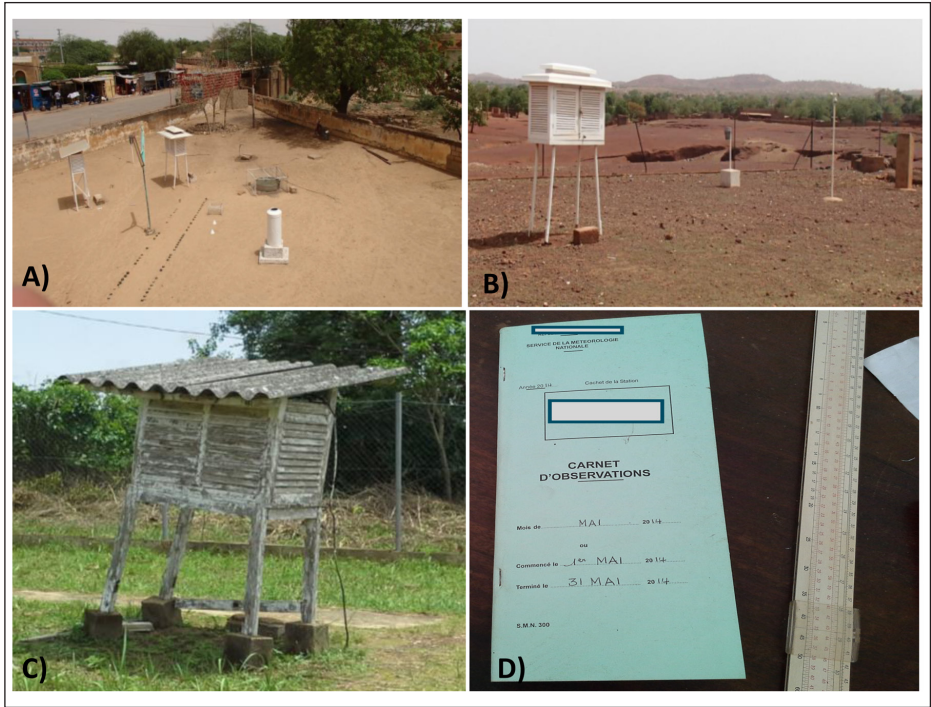 A)
B)
C)
D)
SERVICE DE LA METEOROLOGIE
NATIONALE
Année 2014 Cachet de la Station
CARNET
D'OBSERVATIONS
Mois de MAI 2014
ou
Commencé le 1er MAI 2014
Terminé le 31 MAI 2014
S.M.N. 300